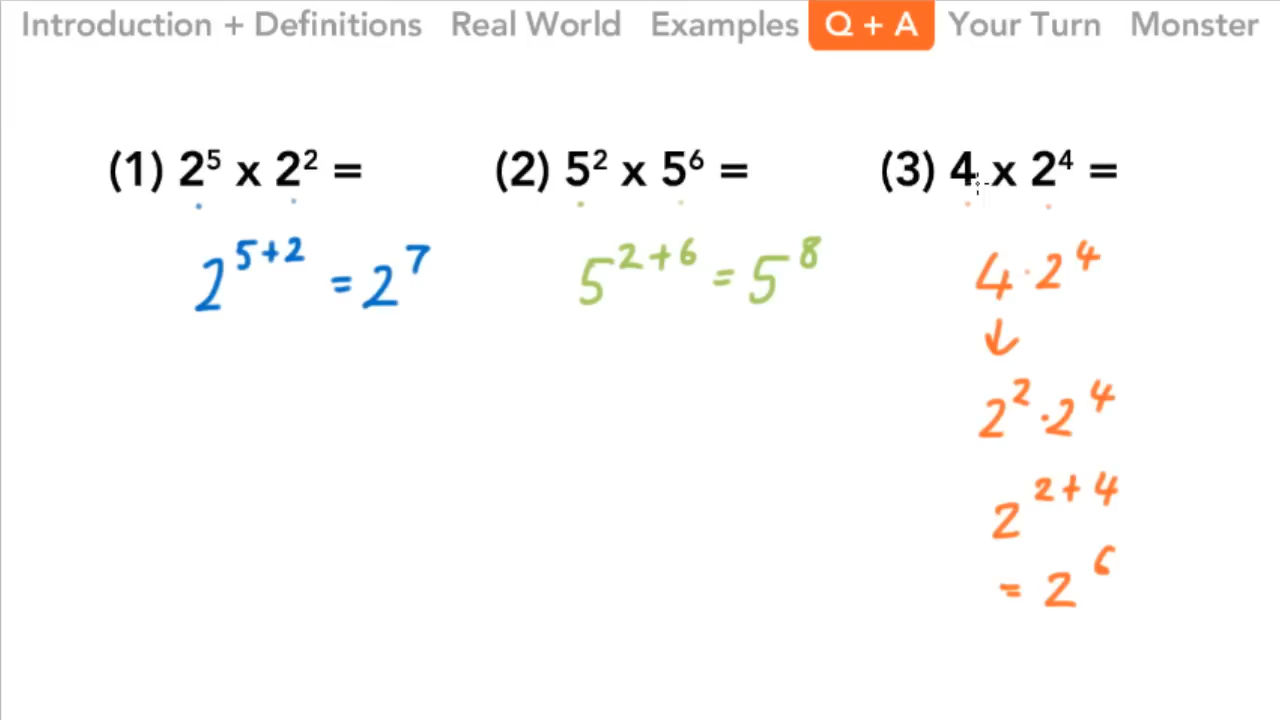 Introduction + Definitions Real World Examples Q + A Your Turn Monster
(1) 2⁵ x 2² =
2⁵⁺² = 2⁷
(2) 5² x 5⁶ =
5²⁺⁶ = 5⁸
(3) 4 x 2⁴ =
4 · 2⁴
↓
2² · 2⁴
2²⁺⁴
= 2⁶